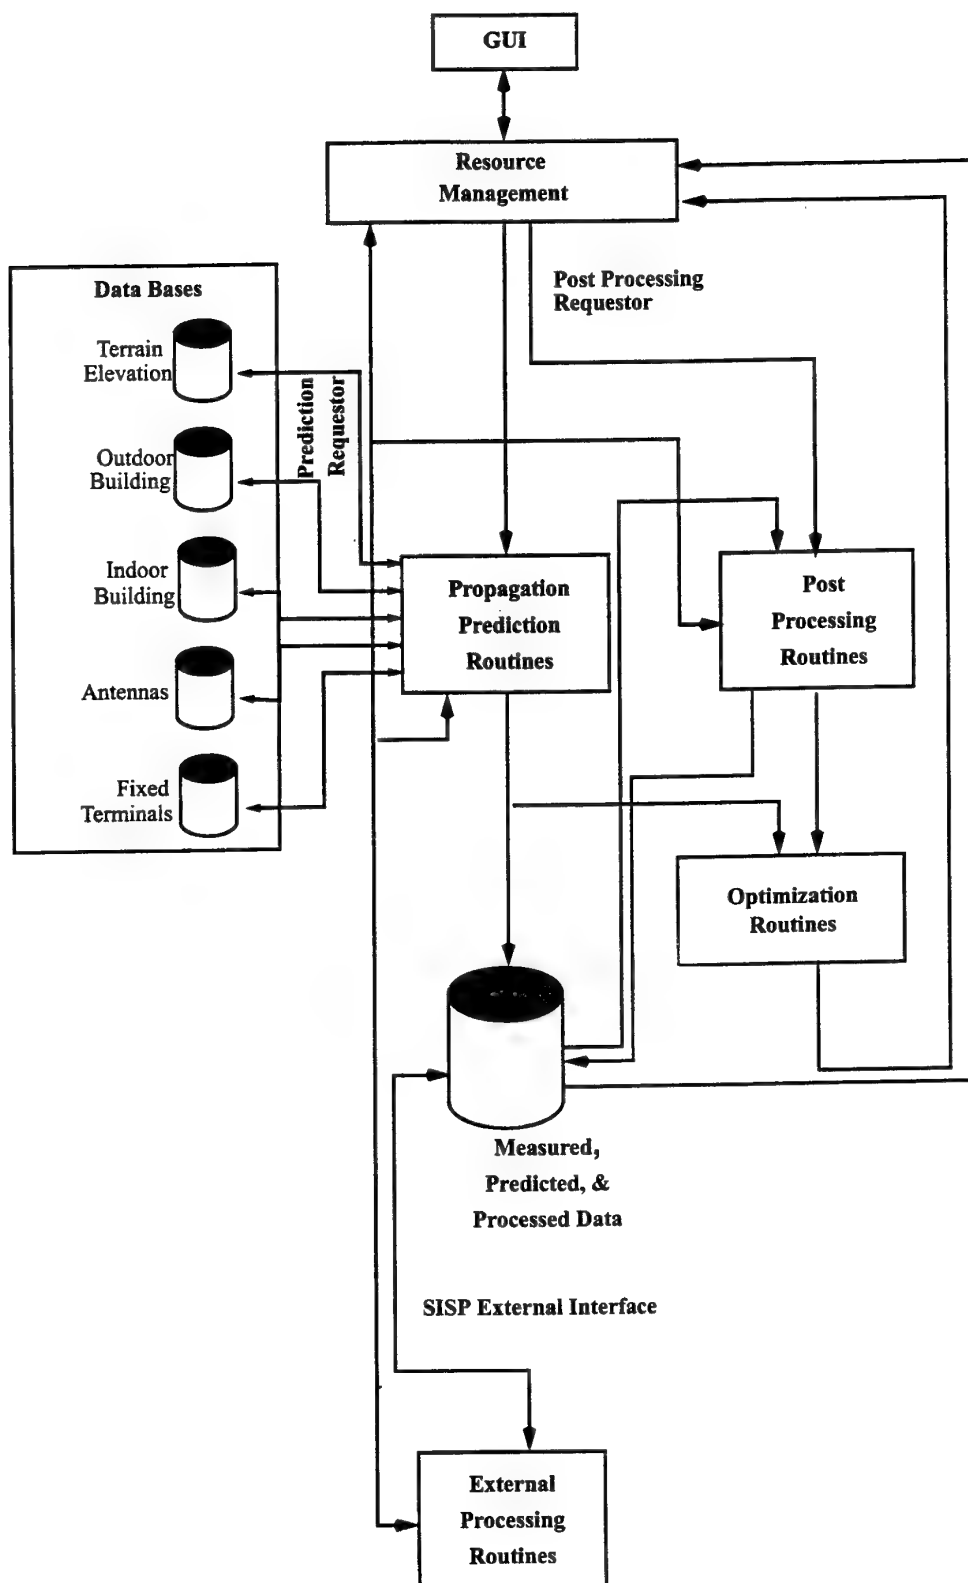 GUI
Resource
Management
Post Processing
Requestor
Data Bases
Terrain
Elevation
Prediction
Requestor
Outdoor
Building
Indoor
Building
Antennas
Fixed
Terminals
Propagation
Prediction
Routines
Post
Processing
Routines
Optimization
Routines
Measured,
Predicted, &
Processed Data
SISP External Interface
External
Processing
Routines